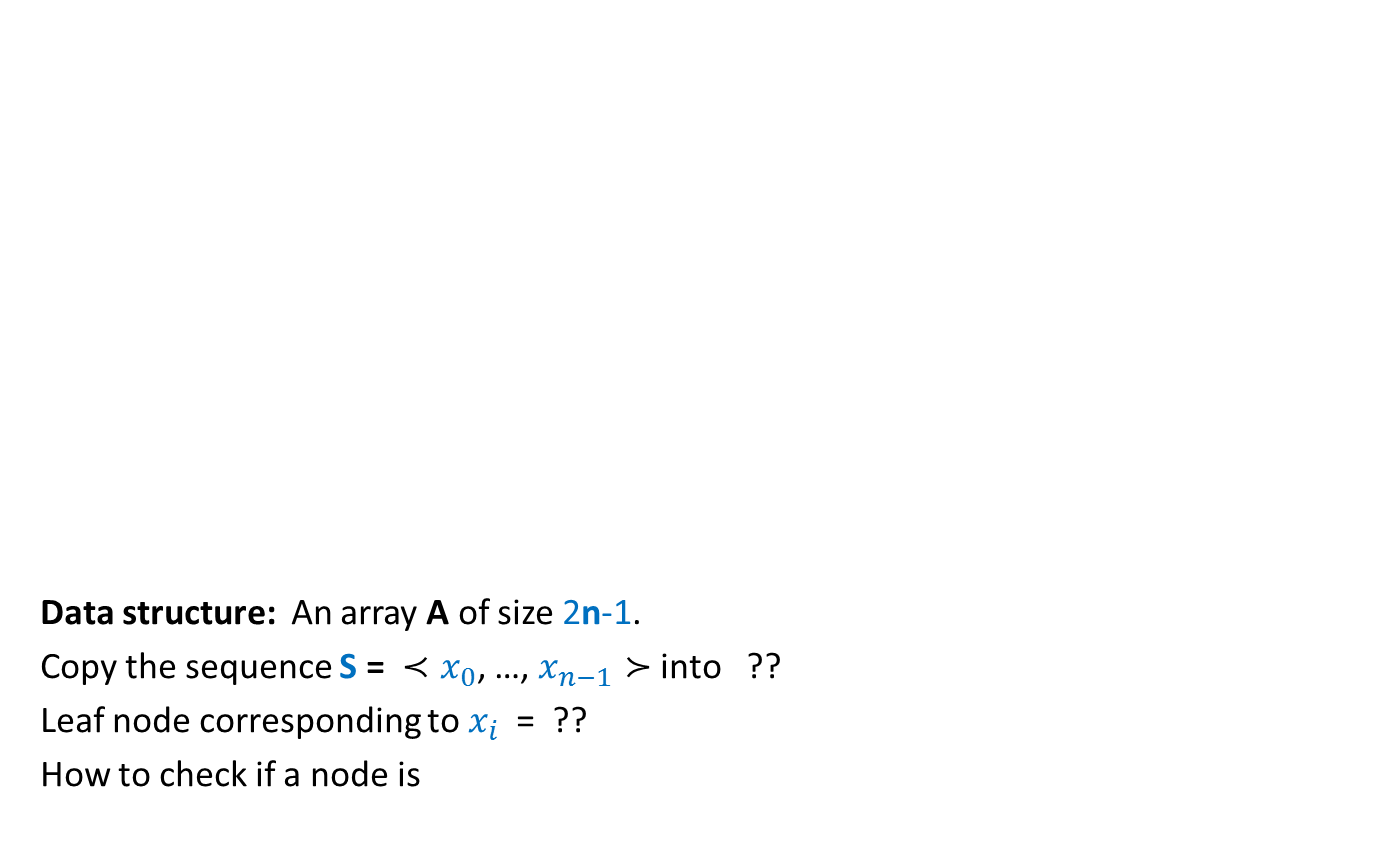 Data structure: An array A of size 2n-1.
Copy the sequence S = ≺ x₀, …, xₙ₋₁ ≻ into ??
Leaf node corresponding to xᵢ = ??
How to check if a node is